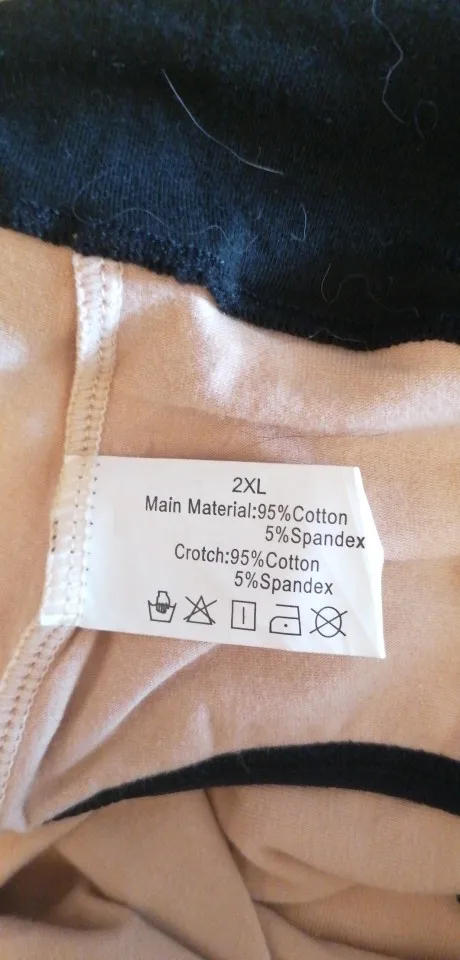 2XL
Main Material:95%Cotton
5%Spandex
Crotch:95%Cotton
5%Spandex